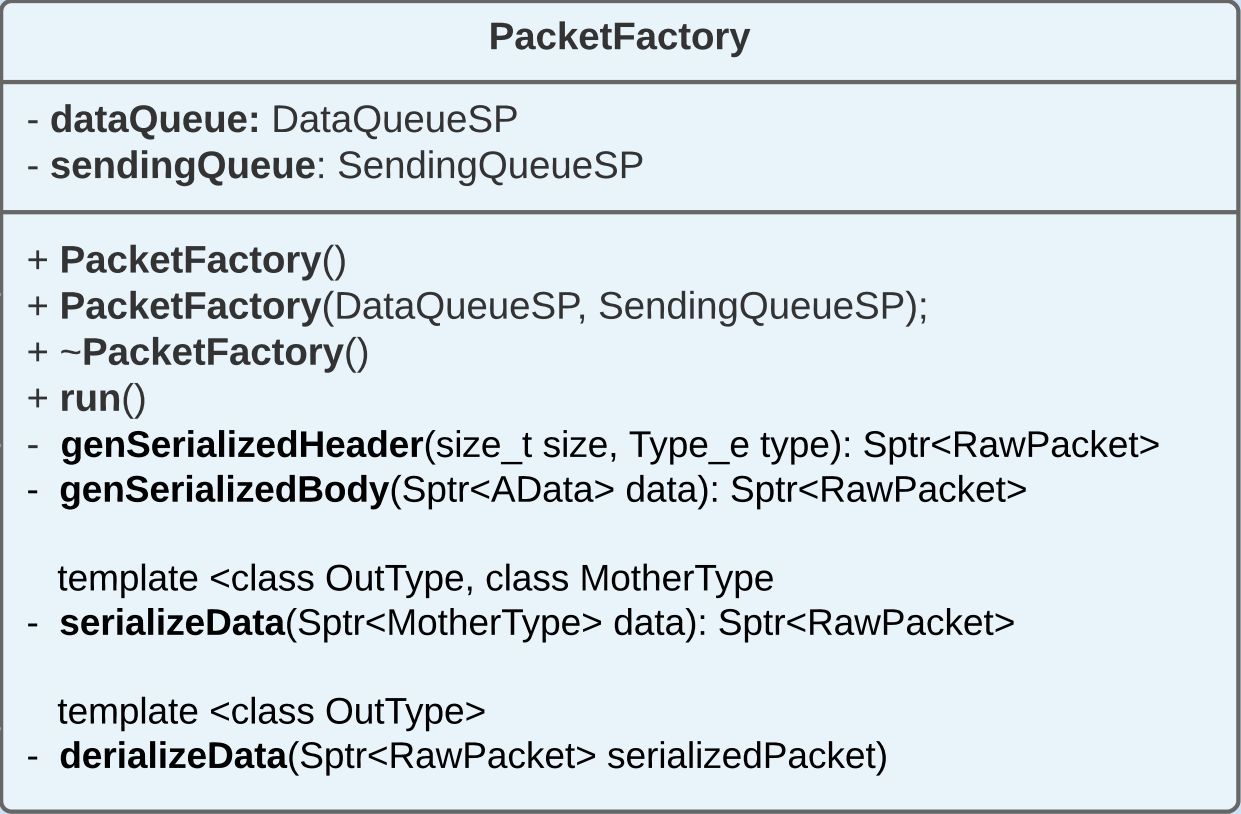 PacketFactory
- dataQueue: DataQueueSP
- sendingQueue: SendingQueueSP
+ PacketFactory()
+ PacketFactory(DataQueueSP, SendingQueueSP);
+ ~PacketFactory()
+ run()
- genSerializedHeader(size_t size, Type_e type): Sptr<RawPacket>
- genSerializedBody(Sptr<AData> data): Sptr<RawPacket>
template <class OutType, class MotherType
- serializeData(Sptr<MotherType> data): Sptr<RawPacket>
template <class OutType>
- derializeData(Sptr<RawPacket> serializedPacket)